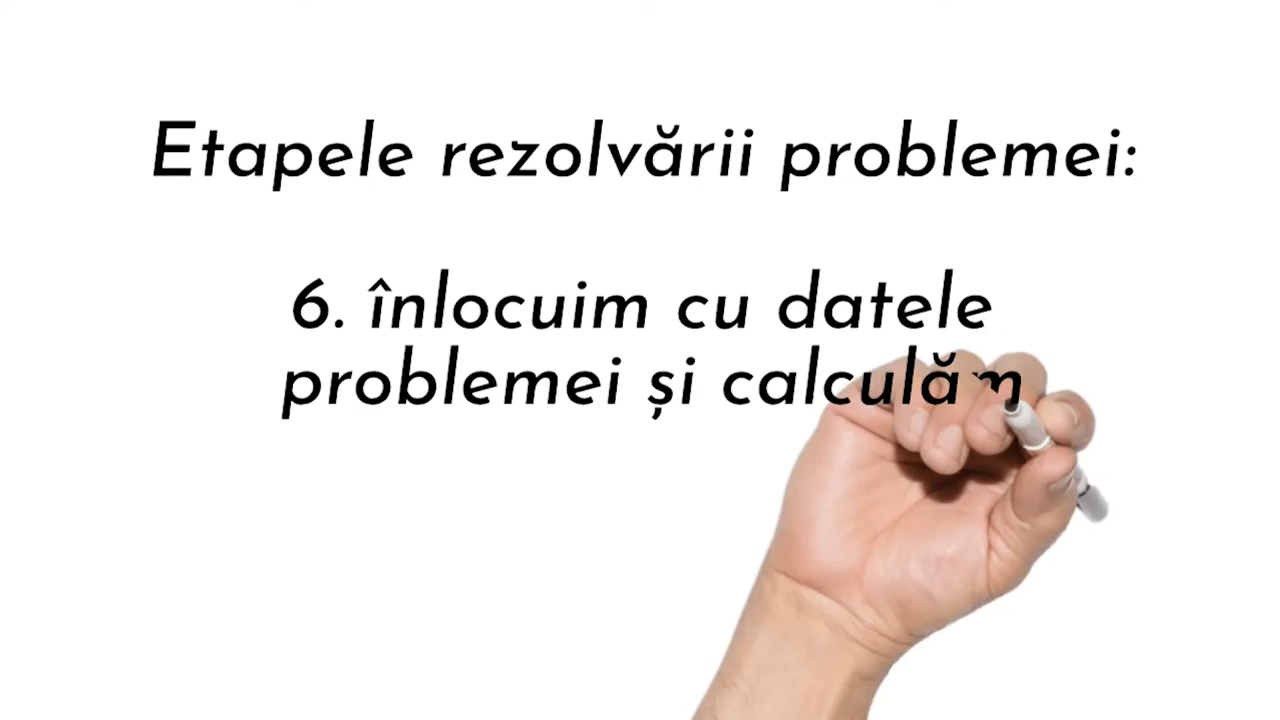 Etapele rezolvării problemei:
6. înlocuim cu datele
problemei și calculăm